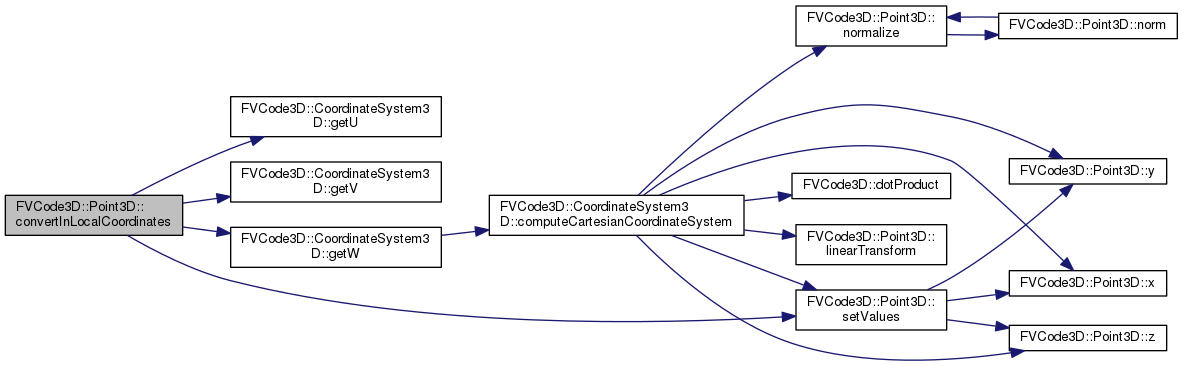 FVCode3D::Point3D::
convertInLocalCoordinates
FVCode3D::CoordinateSystem3
D::getU
FVCode3D::CoordinateSystem3
D::getV
FVCode3D::CoordinateSystem3
D::getW
FVCode3D::CoordinateSystem3
D::computeCartesianCoordinateSystem
FVCode3D::Point3D::
normalize
FVCode3D::dotProduct
FVCode3D::Point3D::
linearTransform
FVCode3D::Point3D::
setValues
FVCode3D::Point3D::norm
FVCode3D::Point3D::y
FVCode3D::Point3D::x
FVCode3D::Point3D::z